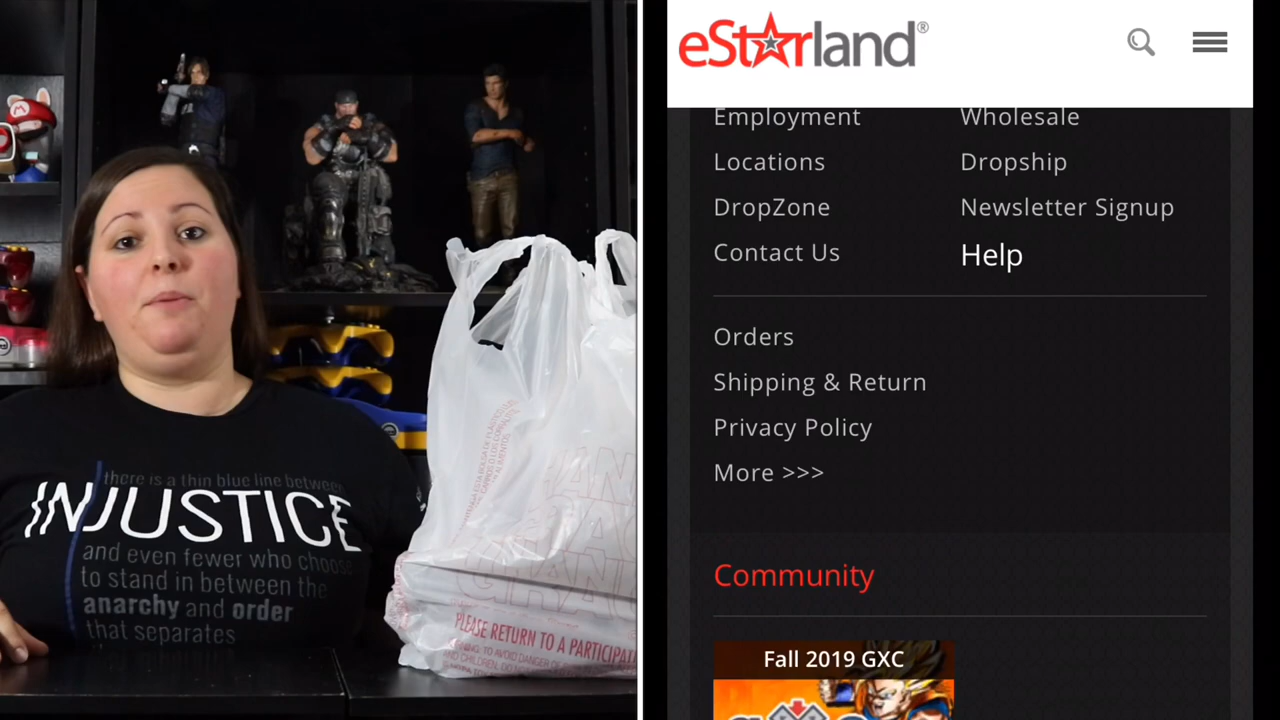 there is a thin blue line between
INJUSTICE
and even fewer who choose
to stand in between the
anarchy and order
that separates
PLEASE RETURN TO A PARTICIPAT
eStarland®
Employment
Wholesale
Locations
Dropship
DropZone
Newsletter Signup
Contact Us
Help
Orders
Shipping & Return
Privacy Policy
More >>>
Community
Fall 2019 GXC